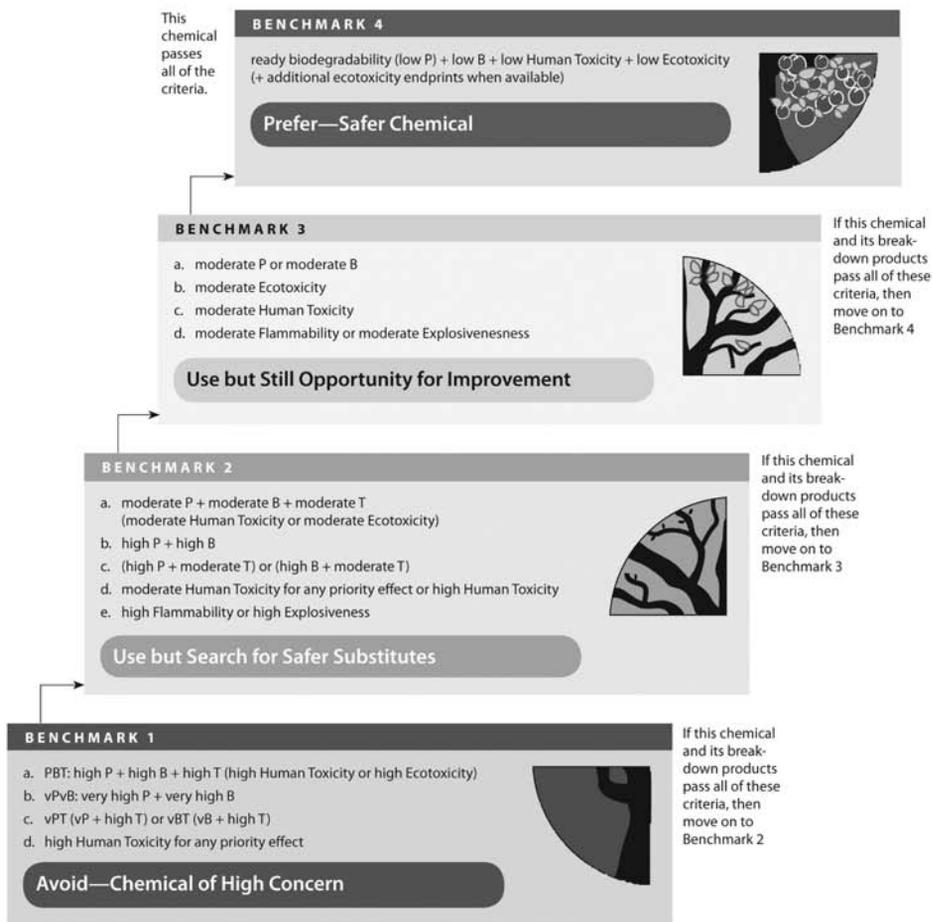 This
chemical
passes
all of the
criteria.
BENCHMARK 4
ready biodegradability (low P) + low B + low Human Toxicity + low Ecotoxicity
(+ additional ecotoxicity endprints when available)
Prefer—Safer Chemical
BENCHMARK 3
a. moderate P or moderate B
b. moderate Ecotoxicity
c. moderate Human Toxicity
d. moderate Flammability or moderate Explosivenesness
Use but Still Opportunity for Improvement
If this chemical
and its break-
down products
pass all of these
criteria, then
move on to
Benchmark 4
BENCHMARK 2
a. moderate P + moderate B + moderate T
(moderate Human Toxicity or moderate Ecotoxicity)
b. high P + high B
c. (high P + moderate T) or (high B + moderate T)
d. moderate Human Toxicity for any priority effect or high Human Toxicity
e. high Flammability or high Explosiveness
Use but Search for Safer Substitutes
If this chemical
and its break-
down products
pass all of these
criteria, then
move on to
Benchmark 3
BENCHMARK 1
a. PBT: high P + high B + high T (high Human Toxicity or high Ecotoxicity)
b. vPvB: very high P + very high B
c. vPT (vP + high T) or vBT (vB + high T)
d. high Human Toxicity for any priority effect
Avoid—Chemical of High Concern
If this chemical
and its break-
down products
pass all of these
criteria, then
move on to
Benchmark 2